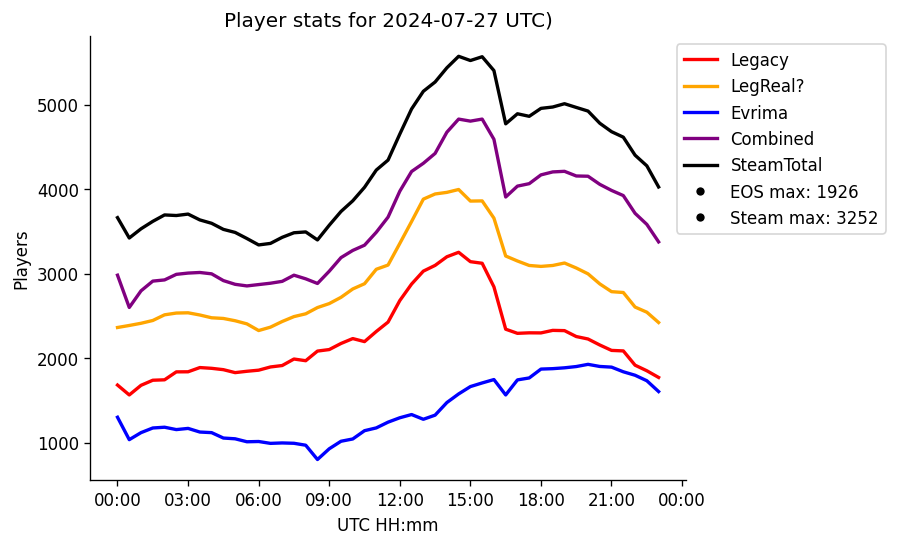 Player stats for 2024-07-27 UTC)
Legacy
LegReal?
Evrima
Combined
SteamTotal
EOS max: 1926
Steam max: 3252
Players
5000
4000
3000
2000
1000
00:00 03:00 06:00 09:00 12:00 15:00 18:00 21:00 00:00
UTC HH:mm